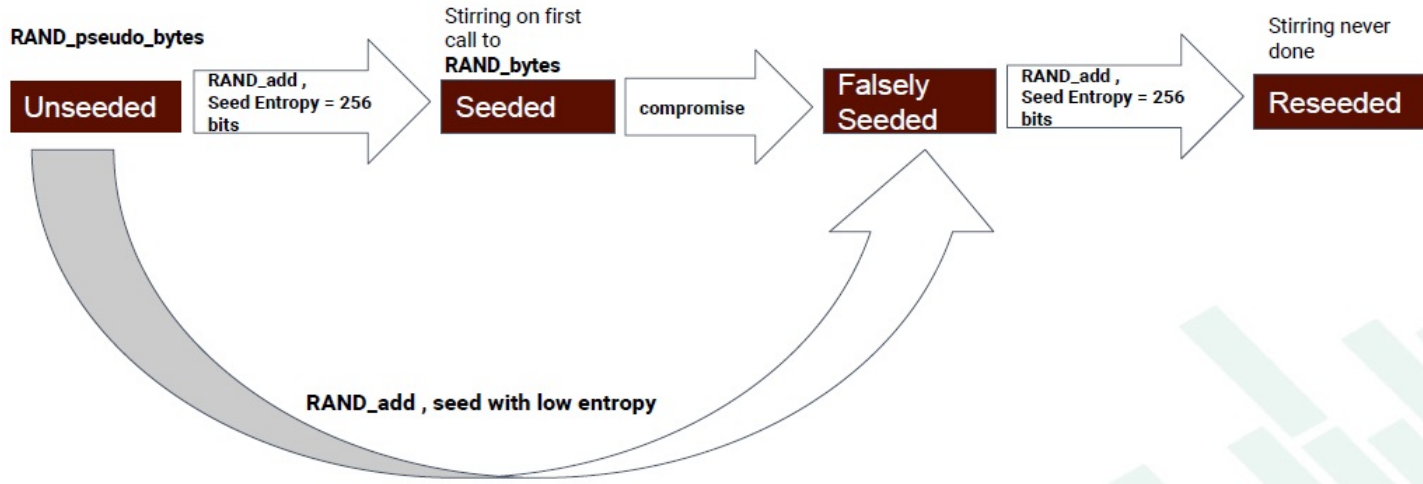 RAND_pseudo_bytes
Unseeded
RAND_add ,
Seed Entropy = 256
bits
Stirring on first
call to
RAND_bytes
Seeded
compromise
Falsely
Seeded
RAND_add ,
Seed Entropy = 256
bits
Stirring never
done
Reseeded
RAND_add , seed with low entropy